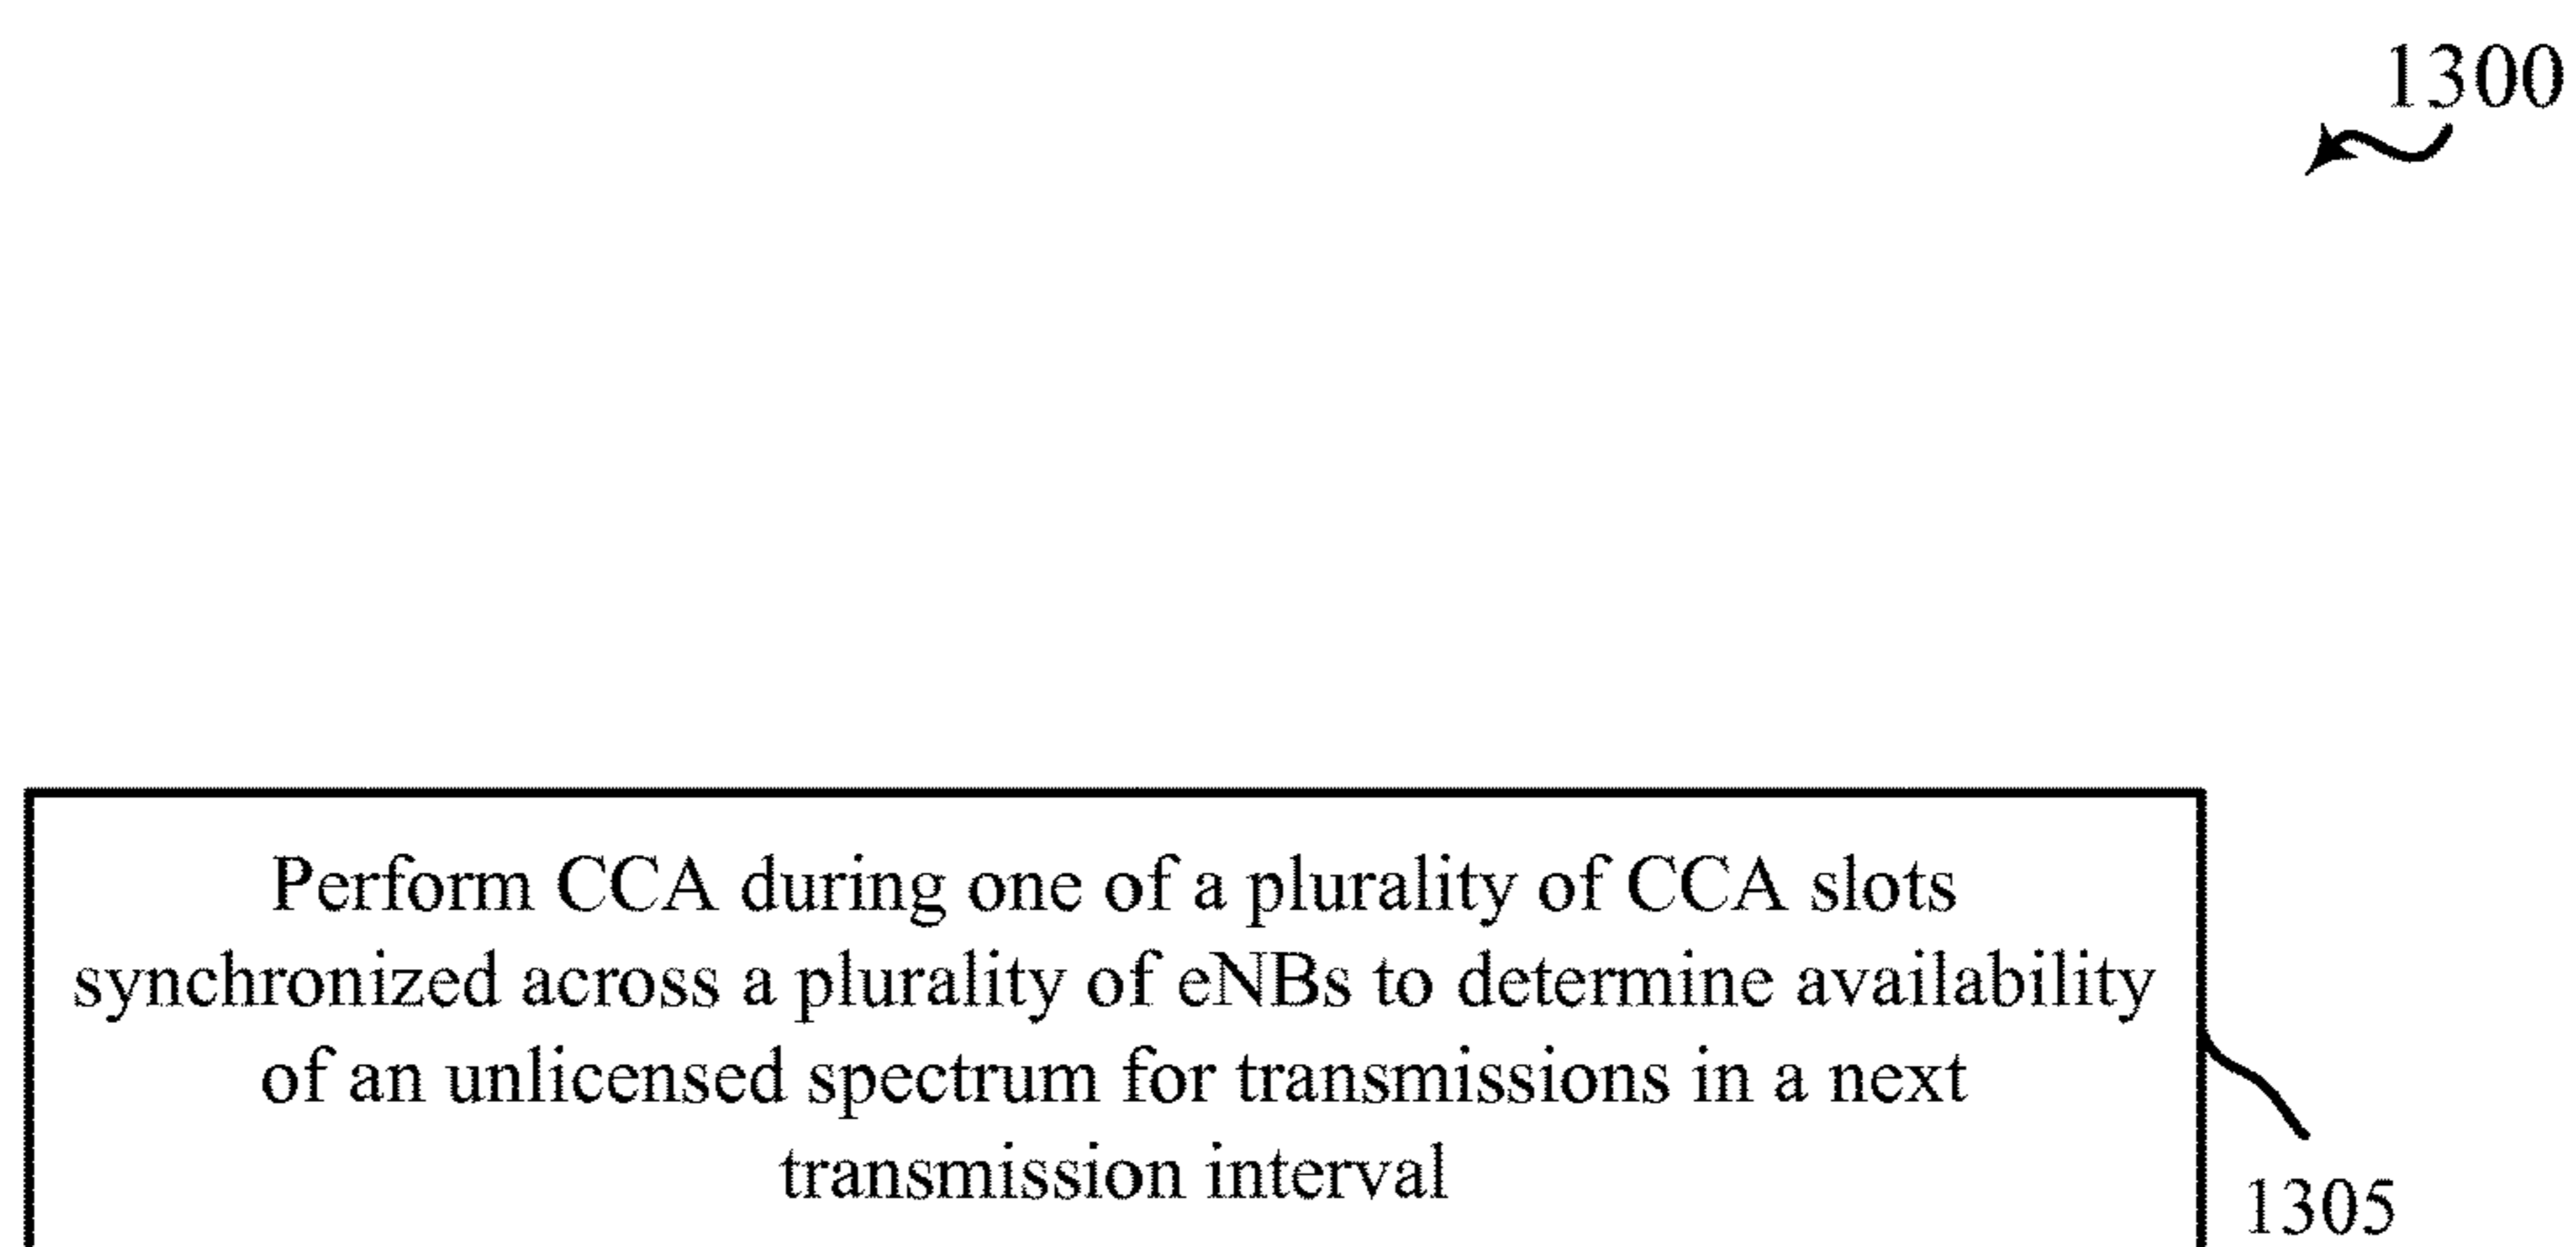 1300
Perform CCA during one of a plurality of CCA slots
synchronized across a plurality of eNBs to determine availability
of an unlicensed spectrum for transmissions in a next
transmission interval
1305